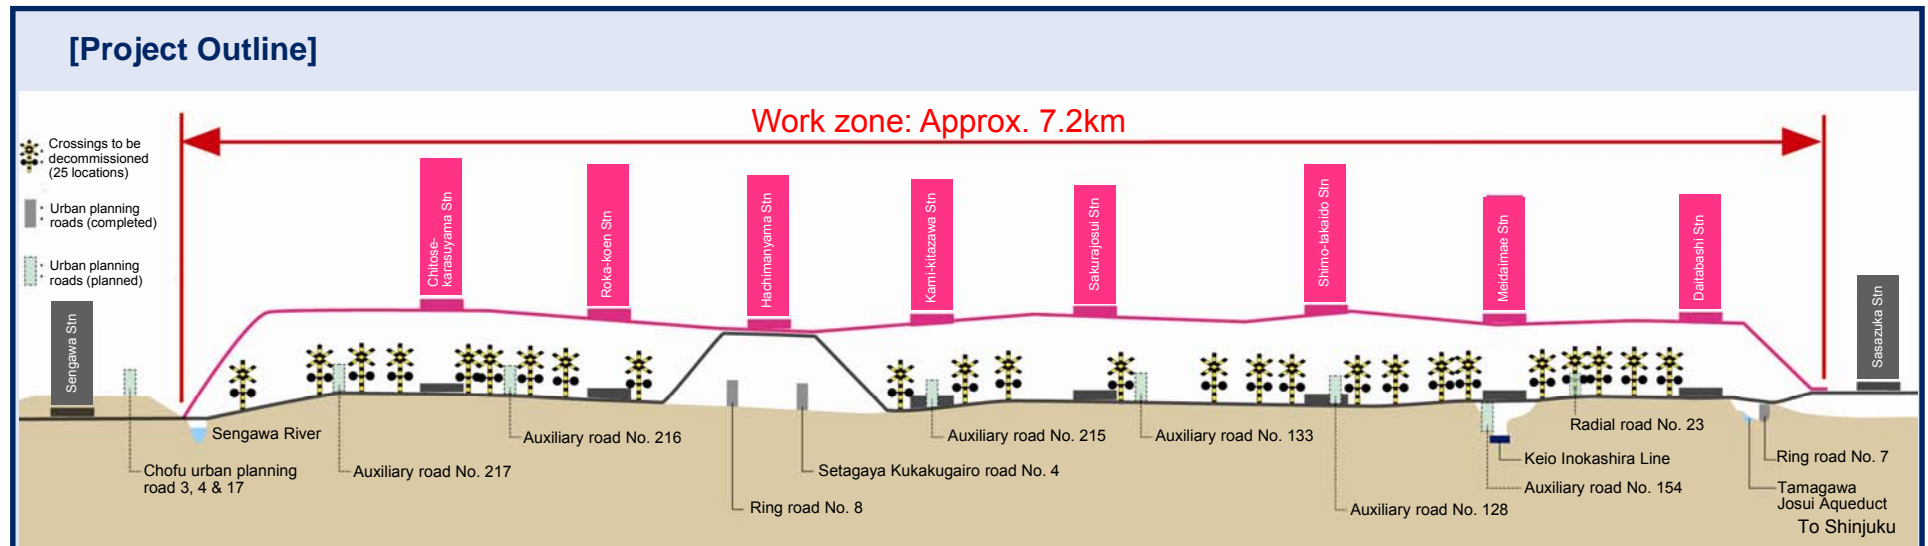 [Project Outline]
Work zone: Approx. 7.2km
Crossings to be
decommissioned
(25 locations)
Urban planning
roads (completed)
Urban planning
roads (planned)
Sengawa Stn
Chitose-
karasuyama Stn
Roka-koen Stn
Hachimanyama Stn
Kami-kitazawa Stn
Sakurajosui Stn
Shimo-takaido Stn
Meidaimae Stn
Daitabashi Stn
Sasazuka Stn
Sengawa River
Chofu urban planning
road 3, 4 & 17
Auxiliary road No. 217
Auxiliary road No. 216
Ring road No. 8
Setagaya Kukakugairo road No. 4
Auxiliary road No. 215
Auxiliary road No. 133
Auxiliary road No. 128
Radial road No. 23
Keio Inokashira Line
Auxiliary road No. 154
Ring road No. 7
Tamagawa
Josui Aqueduct
To Shinjuku